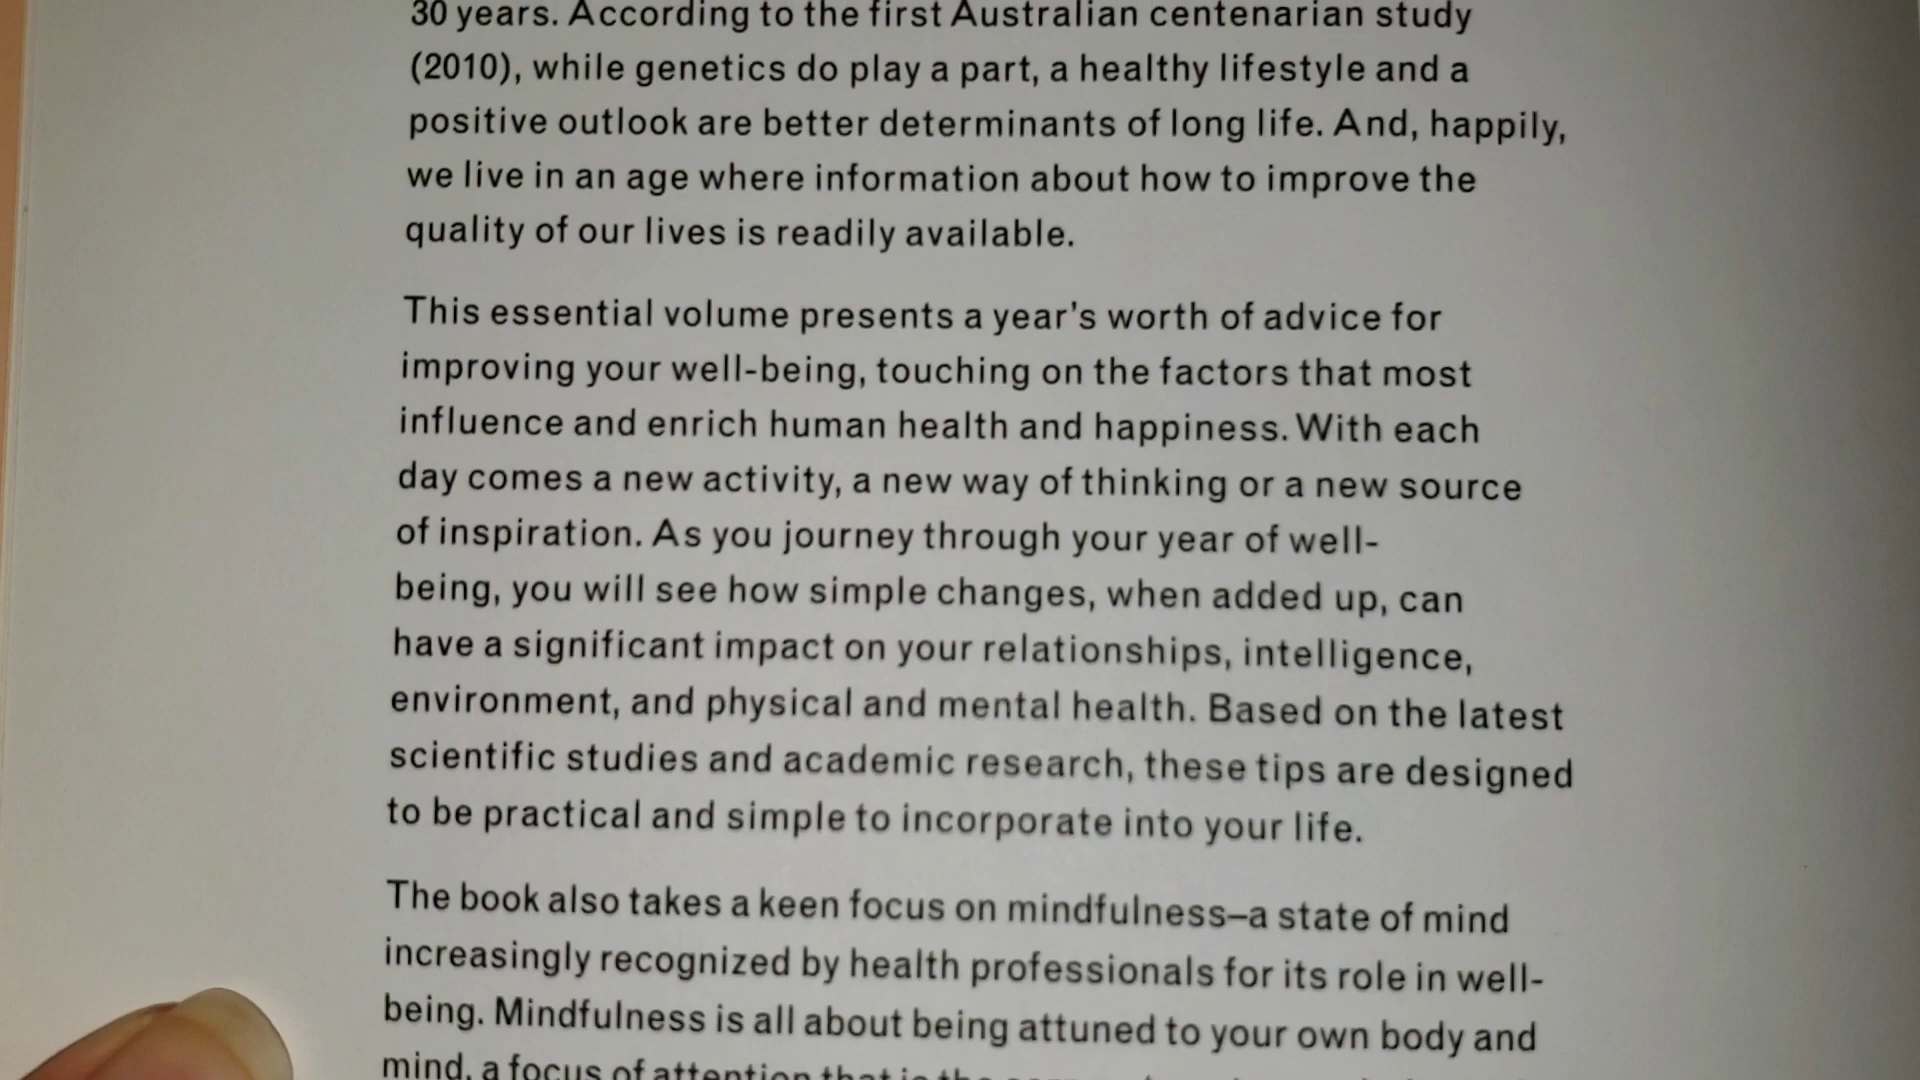 30 years. According to the first Australian centenarian study
(2010), while genetics do play a part, a healthy lifestyle and a
positive outlook are better determinants of long life. And, happily,
we live in an age where information about how to improve the
quality of our lives is readily available.
This essential volume presents a year's worth of advice for
improving your well-being, touching on the factors that most
influence and enrich human health and happiness. With each
day comes a new activity, a new way of thinking or a new source
of inspiration. As you journey through your year of well-
being, you will see how simple changes, when added up, can
have a significant impact on your relationships, intelligence,
environment, and physical and mental health. Based on the latest
scientific studies and academic research, these tips are designed
to be practical and simple to incorporate into your life.
The book also takes a keen focus on mindfulness–a state of mind
increasingly recognized by health professionals for its role in well-
being. Mindfulness is all about being attuned to your own body and
mind, a focus of attention that is the